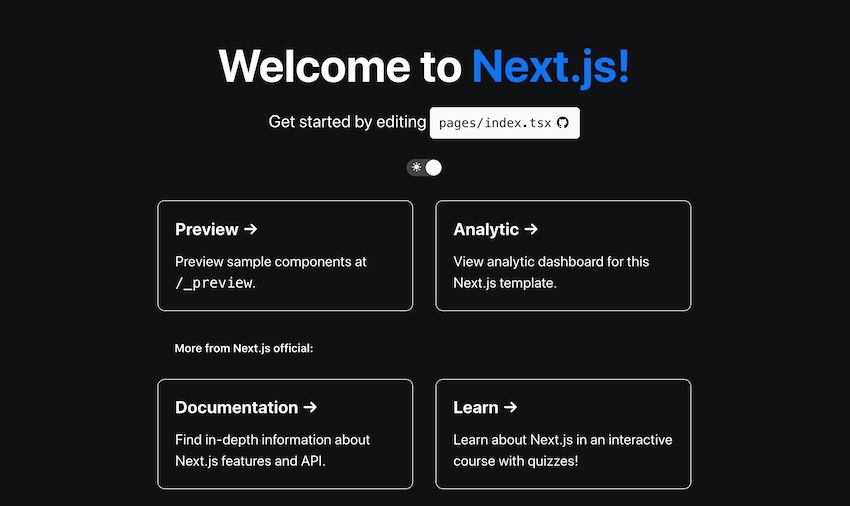 Welcome to Next.js!
Get started by editing pages/index.tsx
Preview →
Preview sample components at
/_preview.
Analytic →
View analytic dashboard for this
Next.js template.
More from Next.js official:
Documentation →
Find in-depth information about
Next.js features and API.
Learn →
Learn about Next.js in an interactive
course with quizzes!